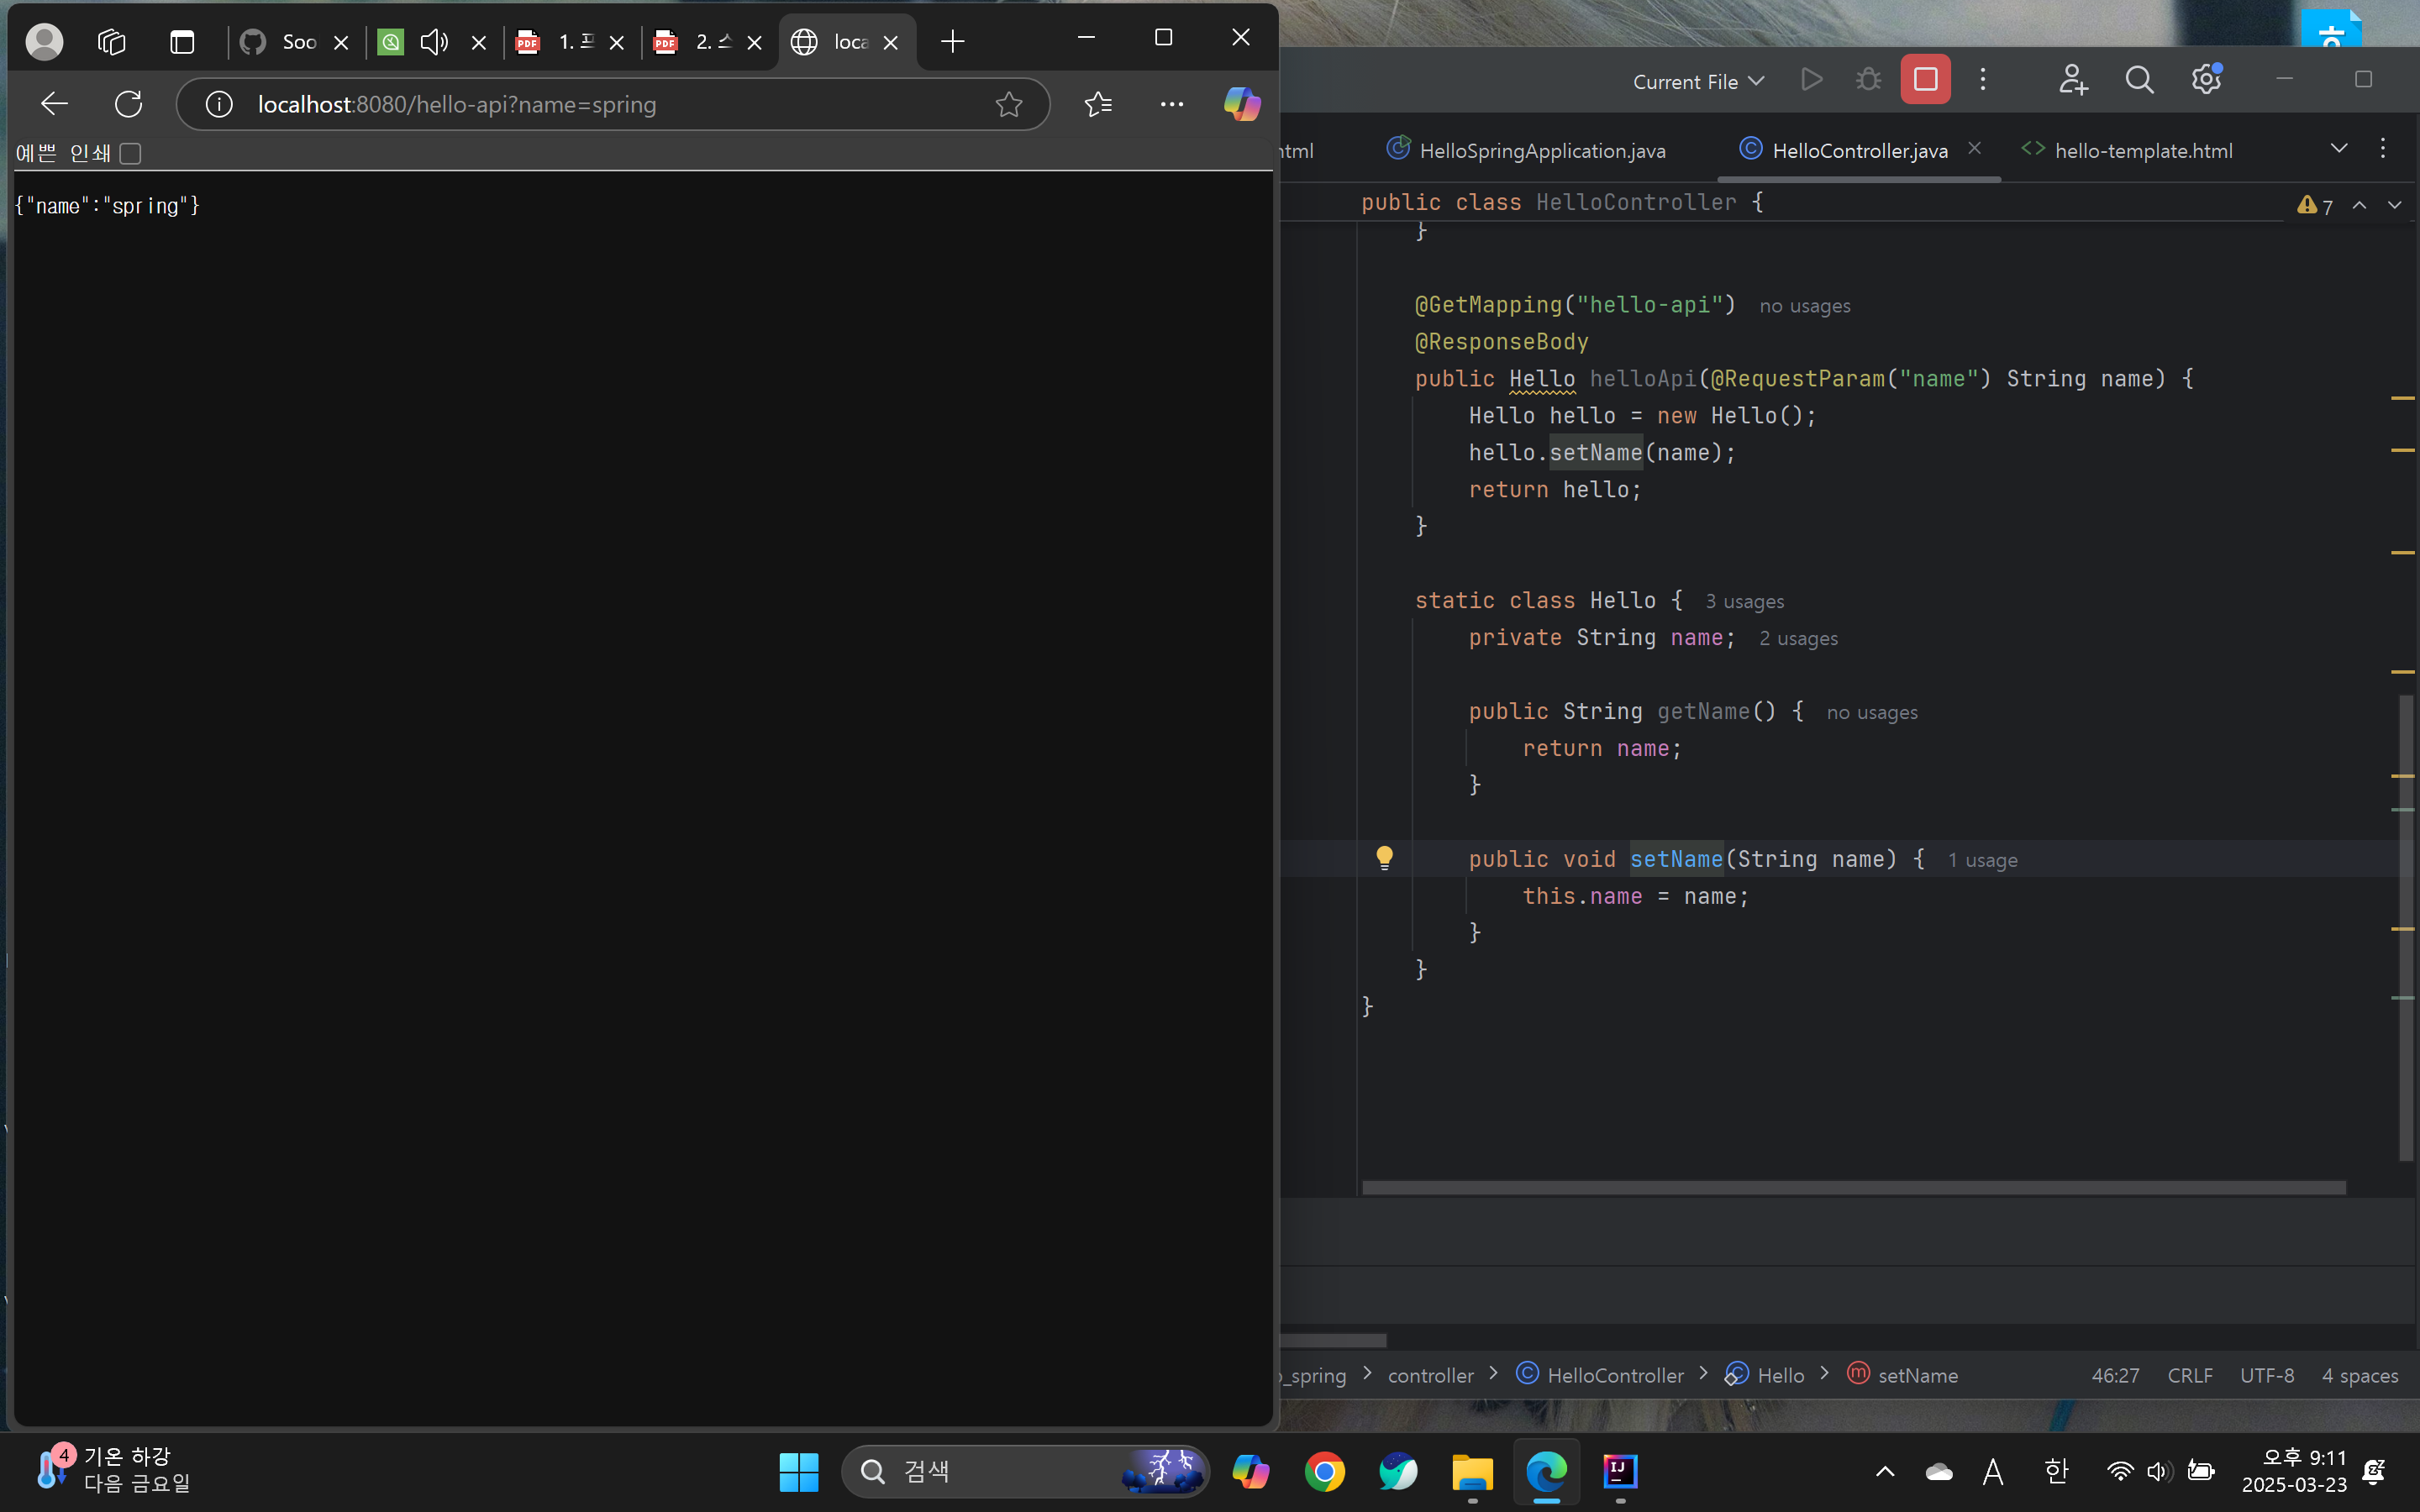 Soo
1. 프
2. 스
loca
localhost:8080/hello-api?name=spring
예쁜 인쇄
{"name":"spring"}
Current File
html
HelloSpringApplication.java
HelloController.java
hello-template.html
public class HelloController {
7
}
@GetMapping("hello-api") no usages
@ResponseBody
public Hello helloApi(@RequestParam("name") String name) {
Hello hello = new Hello();
hello.setName(name);
return hello;
}
static class Hello { 3 usages
private String name; 2 usages
public String getName() { no usages
return name;
}
public void setName(String name) { 1 usage
this.name = name;
}
}
}
_spring > controller > HelloController > Hello > setName
46:27 CRLF UTF-8 4 spaces
4
기온 하강
다음 금요일
검색
A
한
오후 9:11
2025-03-23